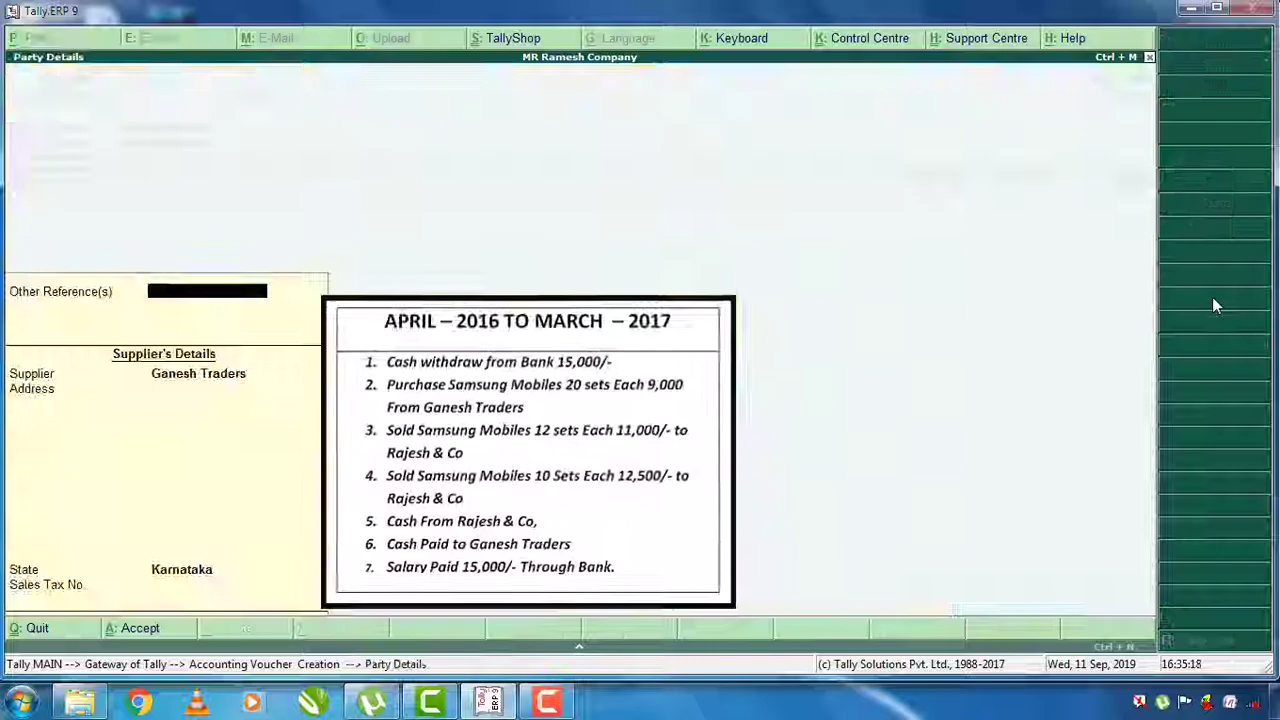 Tally.ERP 9
P
E:
M: E-Mail
O: Upload
S: TallyShop
G: Language
K: Keyboard
K: Control Centre
H: Support Centre
H: Help
Party Details
MR Ramesh Company
Ctrl + M
Other Reference(s)
Supplier's Details
Supplier Ganesh Traders
Address
State Karnataka
Sales Tax No.
APRIL – 2016 TO MARCH – 2017
1. Cash withdraw from Bank 15,000/-
2. Purchase Samsung Mobiles 20 sets Each 9,000
From Ganesh Traders
3. Sold Samsung Mobiles 12 sets Each 11,000/- to
Rajesh & Co
4. Sold Samsung Mobiles 10 Sets Each 12,500/- to
Rajesh & Co
5. Cash From Rajesh & Co,
6. Cash Paid to Ganesh Traders
7. Salary Paid 15,000/- Through Bank.
Q: Quit
A: Accept
Ctrl + N
Tally MAIN --> Gateway of Tally --> Accounting Voucher Creation --> Party Details
(c) Tally Solutions Pvt. Ltd., 1988-2017
Wed, 11 Sep, 2019
16:35:18
Tally
ERP 9